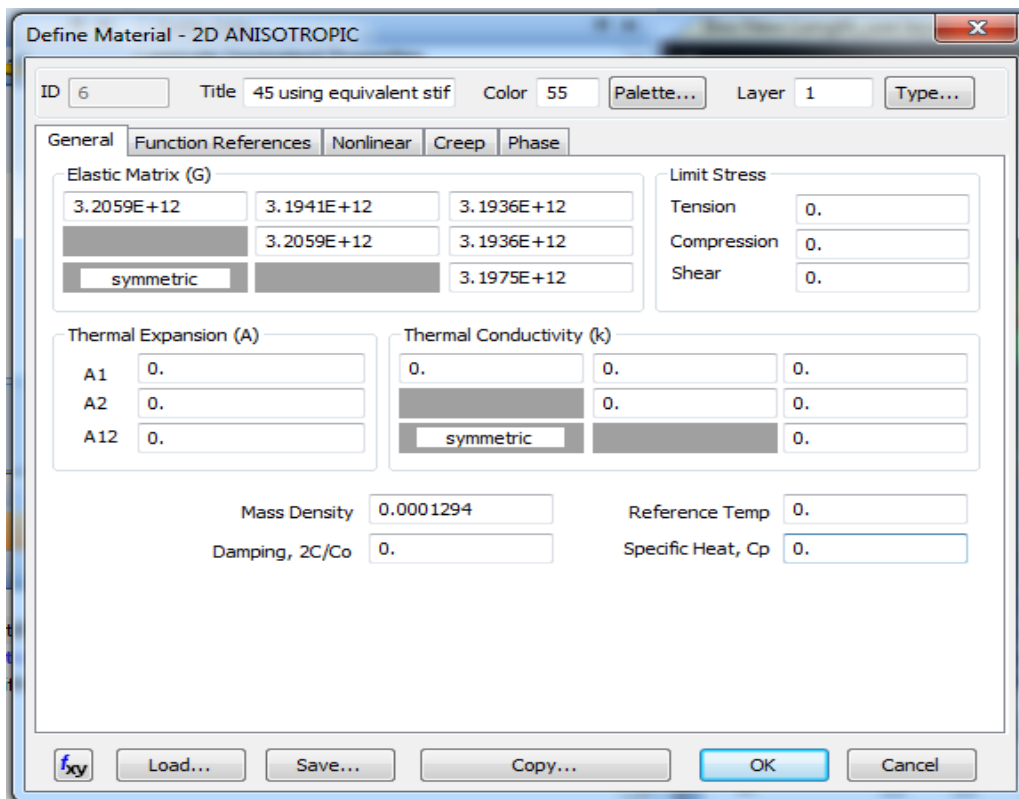 Define Material - 2D ANISOTROPIC
ID 6 Title 45 using equivalent stif Color 55 Palette... Layer 1 Type...
General Function References Nonlinear Creep Phase
Elastic Matrix (G) Limit Stress
3.2059E+12 3.1941E+12 3.1936E+12 Tension 0.
3.2059E+12 3.1936E+12 Compression 0.
symmetric 3.1975E+12 Shear 0.
Thermal Expansion (A) Thermal Conductivity (k)
A1 0. 0. 0. 0.
A2 0. 0. 0.
A12 0. symmetric 0.
Mass Density 0.0001294 Reference Temp 0.
Damping, 2C/Co 0. Specific Heat, Cp 0.
fxy Load... Save... Copy... OK Cancel